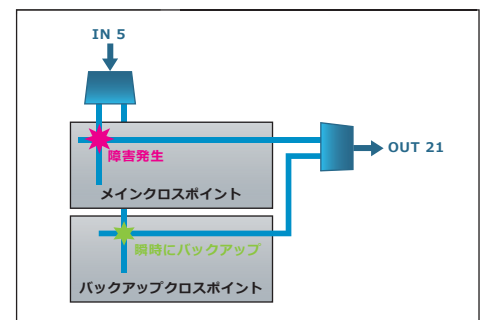 IN 5
OUT 21
障害発生
メインクロスポイント
瞬時にバックアップ
バックアップクロスポイント